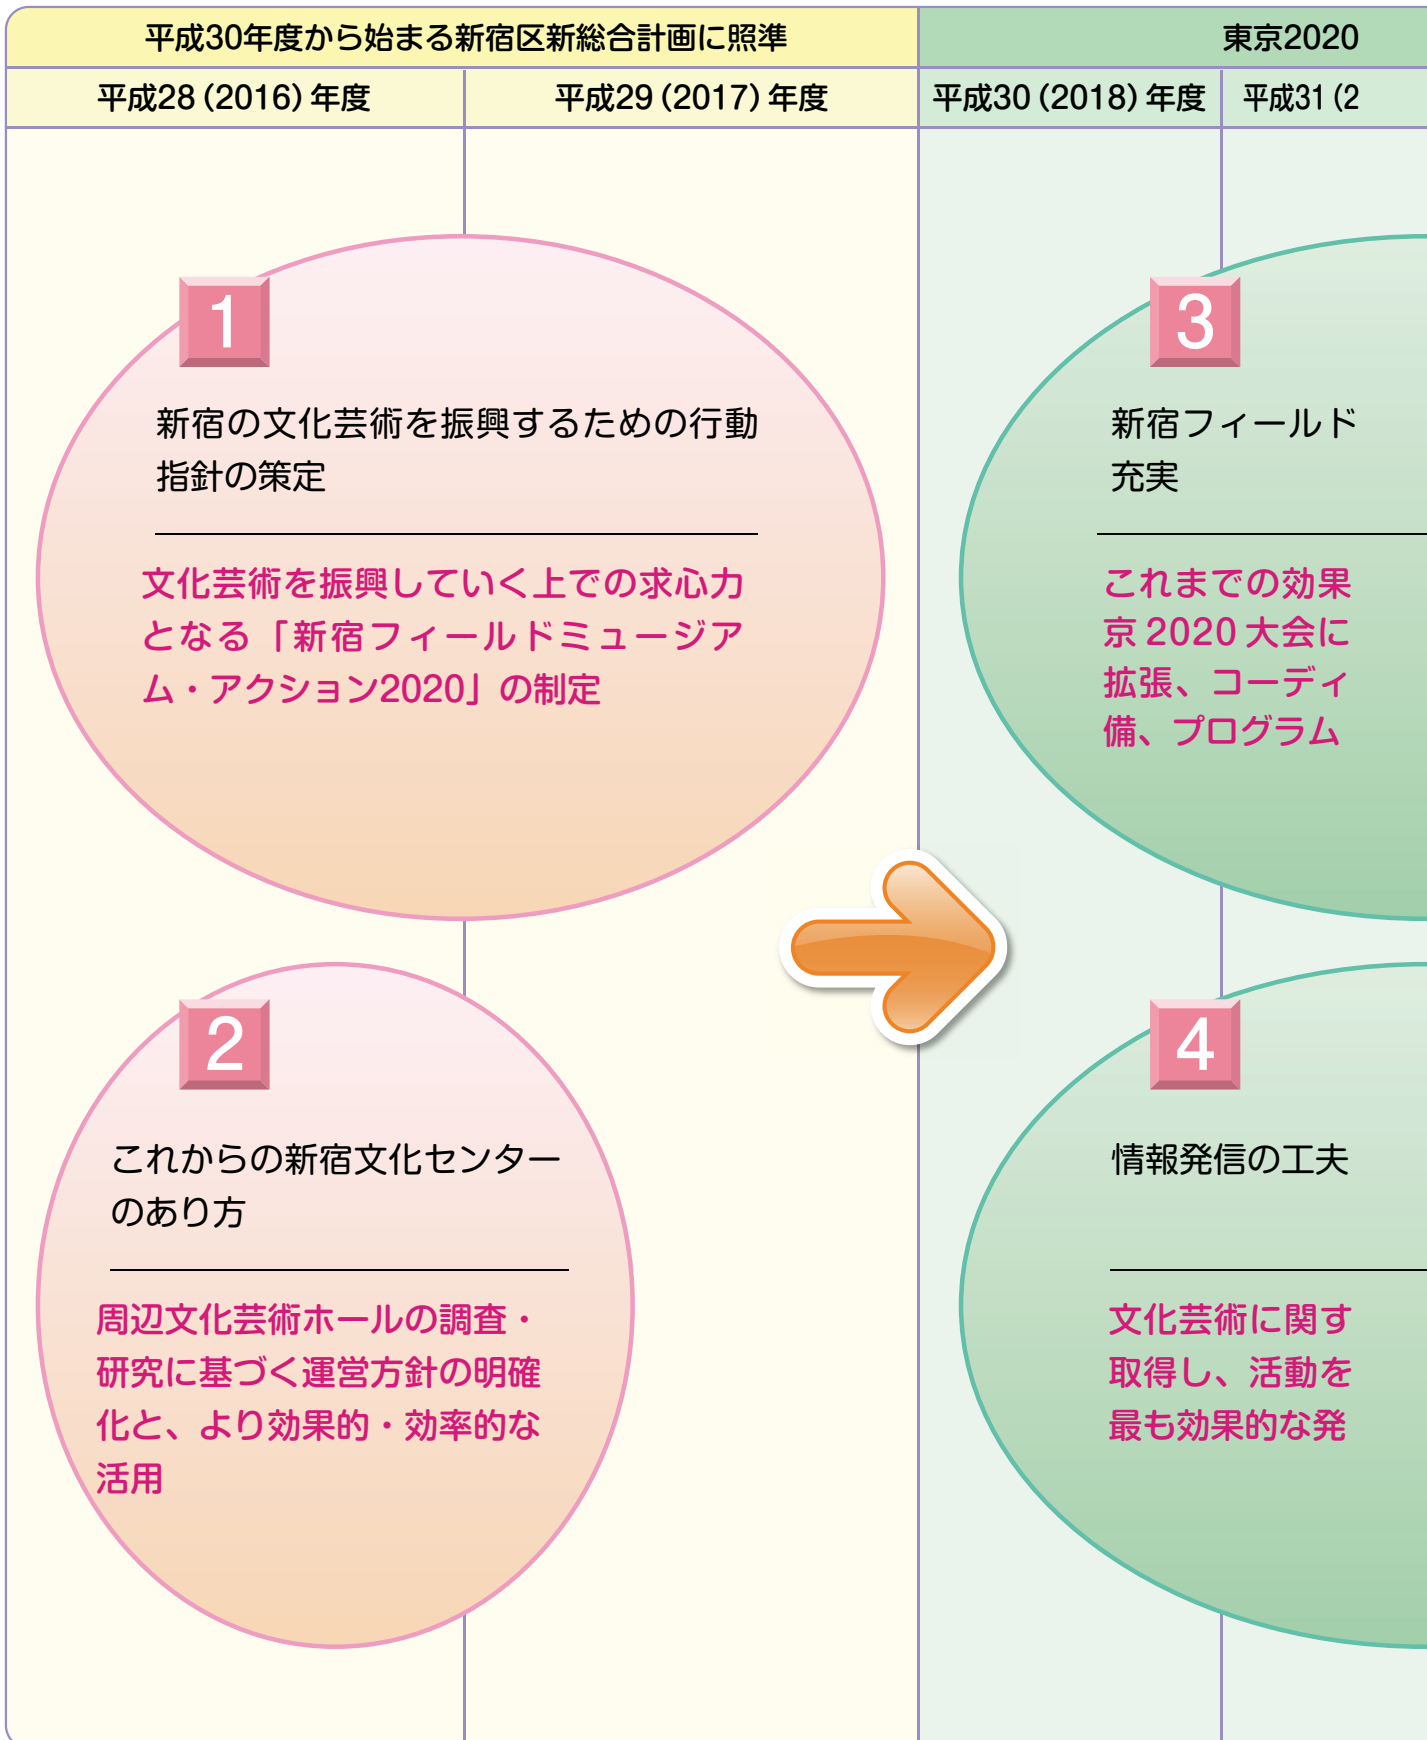 平成30年度から始まる新宿区新総合計画に照準
東京2020
平成28(2016)年度
平成29(2017)年度
平成30(2018)年度
平成31(2
1
新宿の文化芸術を振興するための行動
指針の策定
文化芸術を振興していく上での求心力
となる「新宿フィールドミュージア
ム・アクション2020」の制定
2
これからの新宿文化センター
のあり方
周辺文化芸術ホールの調査・
研究に基づく運営方針の明確
化と、より効果的・効率的な
活用
3
新宿フィールド
充実
これまでの効果
京2020大会に
拡張、コーディ
備、プログラム
4
情報発信の工夫
文化芸術に関す
取得し、活動を
最も効果的な発